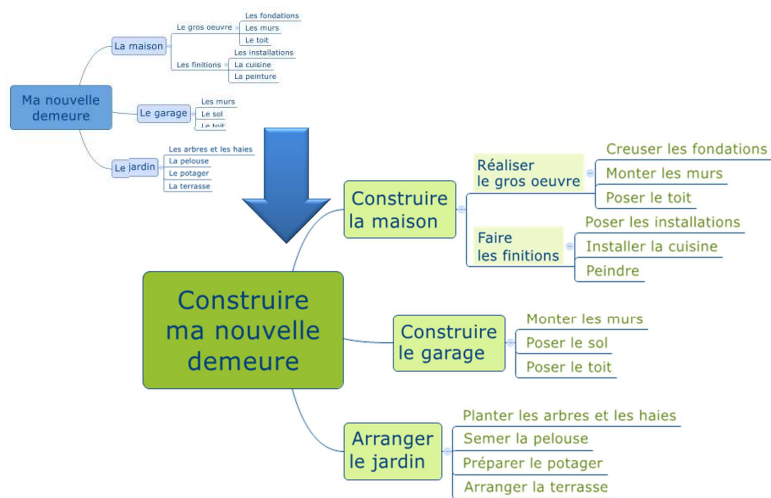 Ma nouvelle
demeure
La maison
Le gros oeuvre
Les fondations
Les murs
Le toit
Les finitions
Les installations
La cuisine
La peinture
Le garage
Les murs
Le sol
Le toit
Le jardin
Les arbres et les haies
La pelouse
Le potager
La terrasse
Construire
ma nouvelle
demeure
Construire
la maison
Réaliser
le gros oeuvre
Creuser les fondations
Monter les murs
Poser le toit
Faire
les finitions
Poser les installations
Installer la cuisine
Peindre
Construire
le garage
Monter les murs
Poser le sol
Poser le toit
Arranger
le jardin
Planter les arbres et les haies
Semer la pelouse
Préparer le potager
Arranger la terrasse